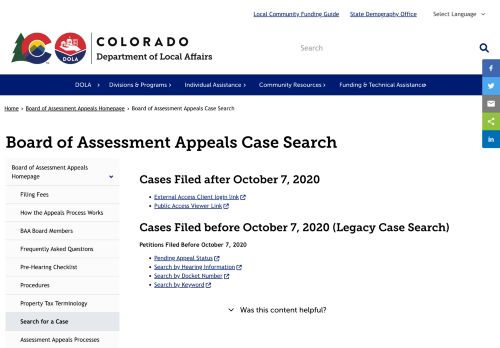 Local Community Funding Guide State Demography Office Select Language
COLORADO
Department of Local Affairs
DOLA
Search
DOLA Divisions & Programs Individual Assistance Community Resources Funding & Technical Assistance
Home › Board of Assessment Appeals Homepage › Board of Assessment Appeals Case Search
Board of Assessment Appeals Case Search
Board of Assessment Appeals Homepage
Filing Fees
How the Appeals Process Works
BAA Board Members
Frequently Asked Questions
Pre-Hearing Checklist
Procedures
Property Tax Terminology
Search for a Case
Assessment Appeals Processes
Cases Filed after October 7, 2020
External Access Client login link
Public Access Viewer Link
Cases Filed before October 7, 2020 (Legacy Case Search)
Petitions Filed Before October 7, 2020
Pending Appeal Status
Search by Hearing Information
Search by Docket Number
Search by Keyword
Was this content helpful?